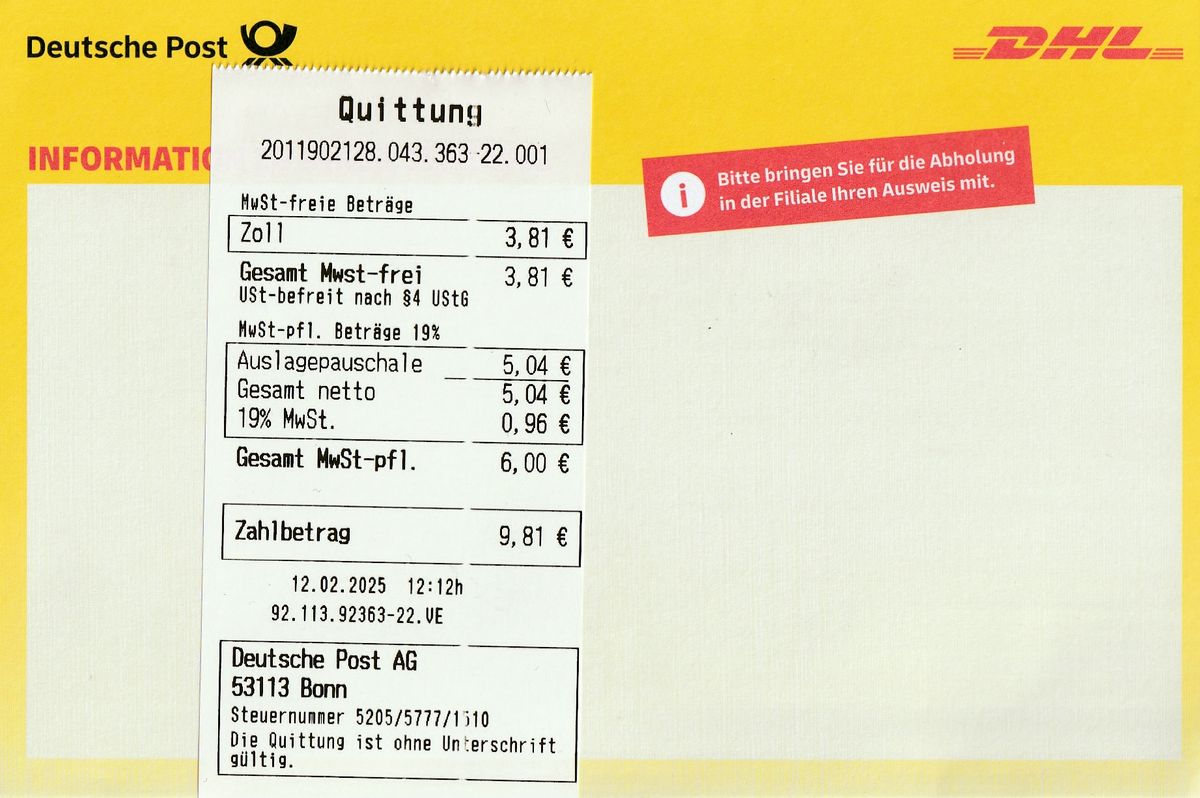 Deutsche Post
DHL
Quittung
2011902128.043.363-22.001
Bitte bringen Sie für die Abholung
in der Filiale Ihren Ausweis mit.
MwSt-freie Beträge
Zoll 3,81 €
Gesamt Mwst-frei 3,81 €
USt-befreit nach §4 UStG
MwSt-pfl. Beträge 19%
Auslagepauschale 5,04 €
Gesamt netto 5,04 €
19% MwSt. 0,96 €
Gesamt MwSt-pfl. 6,00 €
Zahlbetrag 9,81 €
12.02.2025 12:12h
92.113.92363-22.VE
Deutsche Post AG
53113 Bonn
Steuernummer 5205/5777/1510
Die Quittung ist ohne Unterschrift
gültig.